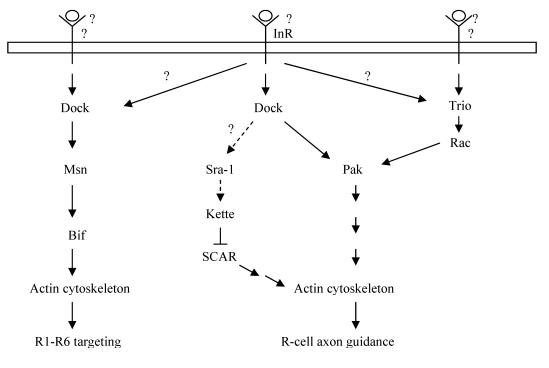 ? ? ?
? InR ?
? ?
Dock Dock Trio
? Rac
Msn Sra-1 Pak
Kette
Bif
SCAR
Actin cytoskeleton Actin cytoskeleton
R1-R6 targeting R-cell axon guidance